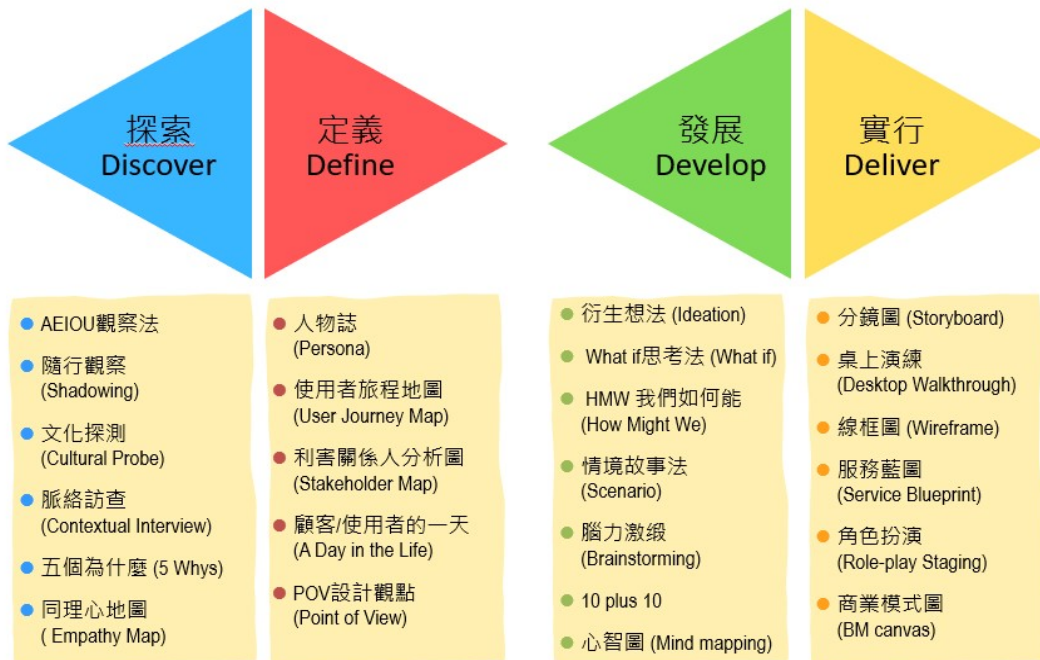 探索
Discover
定義
Define
發展
Develop
實行
Deliver
AEIOU觀察法
隨行觀察
(Shadowing)
文化探測
(Cultural Probe)
脈絡訪查
(Contextual Interview)
五個為什麼 (5 Whys)
同理心地圖
( Empathy Map)
人物誌
(Persona)
使用者旅程地圖
(User Journey Map)
利害關係人分析圖
(Stakeholder Map)
顧客/使用者的一天
(A Day in the Life)
POV設計觀點
(Point of View)
衍生想法 (Ideation)
What if思考法 (What if)
HMW 我們如何能
(How Might We)
情境故事法
(Scenario)
腦力激緞
(Brainstorming)
10 plus 10
心智圖 (Mind mapping)
分鏡圖 (Storyboard)
桌上演練
(Desktop Walkthrough)
線框圖 (Wireframe)
服務藍圖
(Service Blueprint)
角色扮演
(Role-play Staging)
商業模式圖
(BM canvas)